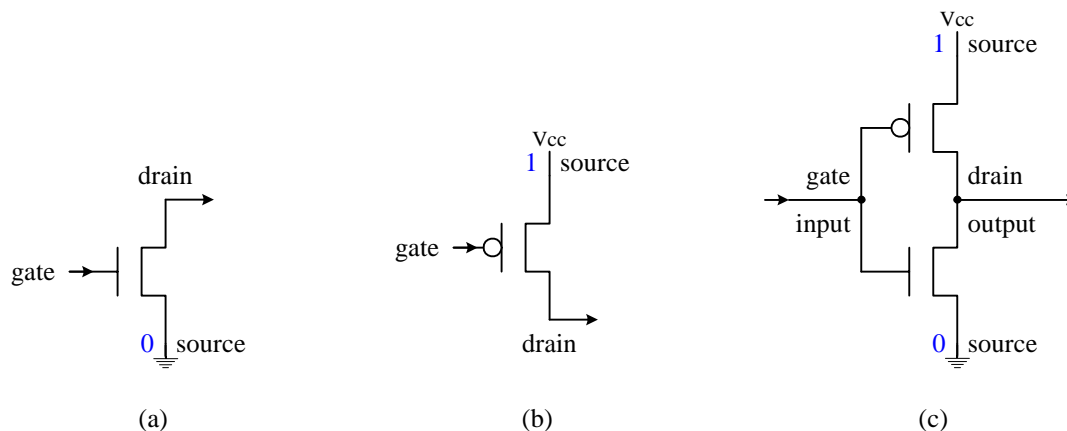 drain
gate
0 source
(a)
Vcc
1 source
gate
drain
(b)
Vcc
1 source
gate drain
input output
0 source
(c)